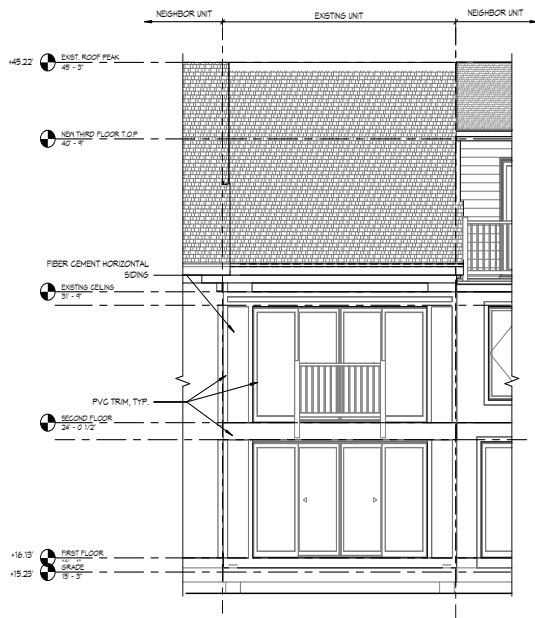 NEIGHBOR UNIT
EXISTING UNIT
NEIGHBOR UNIT
+45.22'
EXIST. ROOF PEAK
45' - 3"
NEW THIRD FLOOR T.O.P
40' - 9"
FIBER CEMENT HORIZONTAL
SIDING
EXISTING CEILING
31' - 9"
PVC TRIM, TYP.
SECOND FLOOR
24' - 0 1/2"
+16.13'
FIRST FLOOR
GRADE
+15.23'
15' - 3"